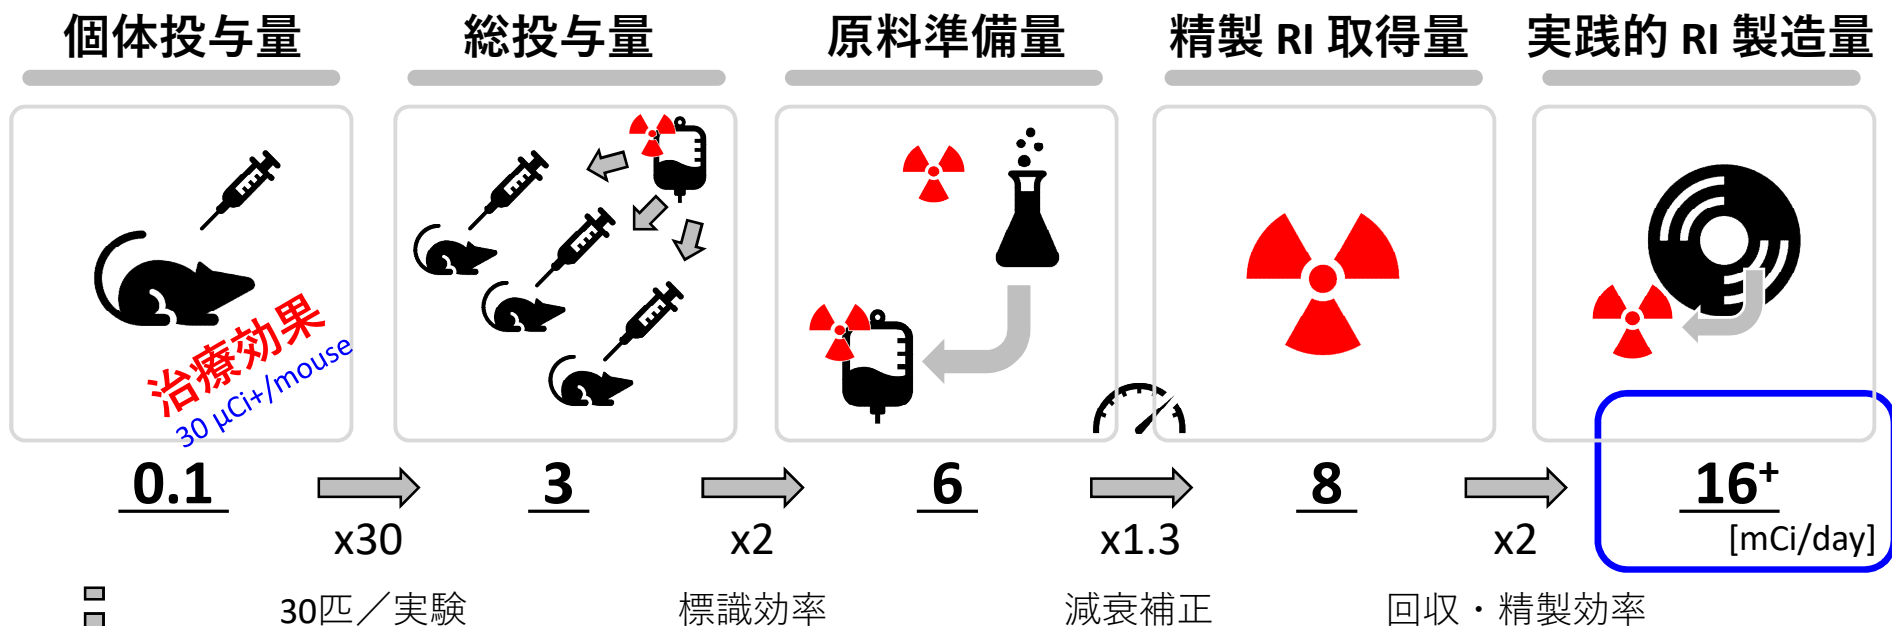 個体投与量
総投与量
原料準備量
精製 RI 取得量
実践的 RI 製造量
治療効果
30 μCi+/mouse
0.1
3
6
8
16+
x30
x2
x1.3
x2
[mCi/day]
30匹／実験
標識効率
減衰補正
回収・精製効率